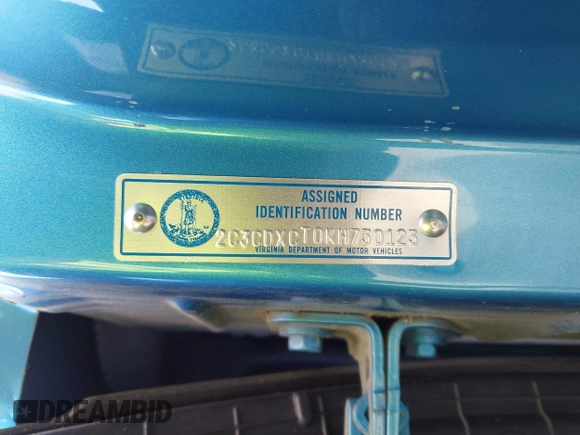 ASSIGNED
IDENTIFICATION NUMBER
2C3CDXCT0KH730123
VIRGINIA DEPARTMENT OF MOTOR VEHICLES
DREAMBID